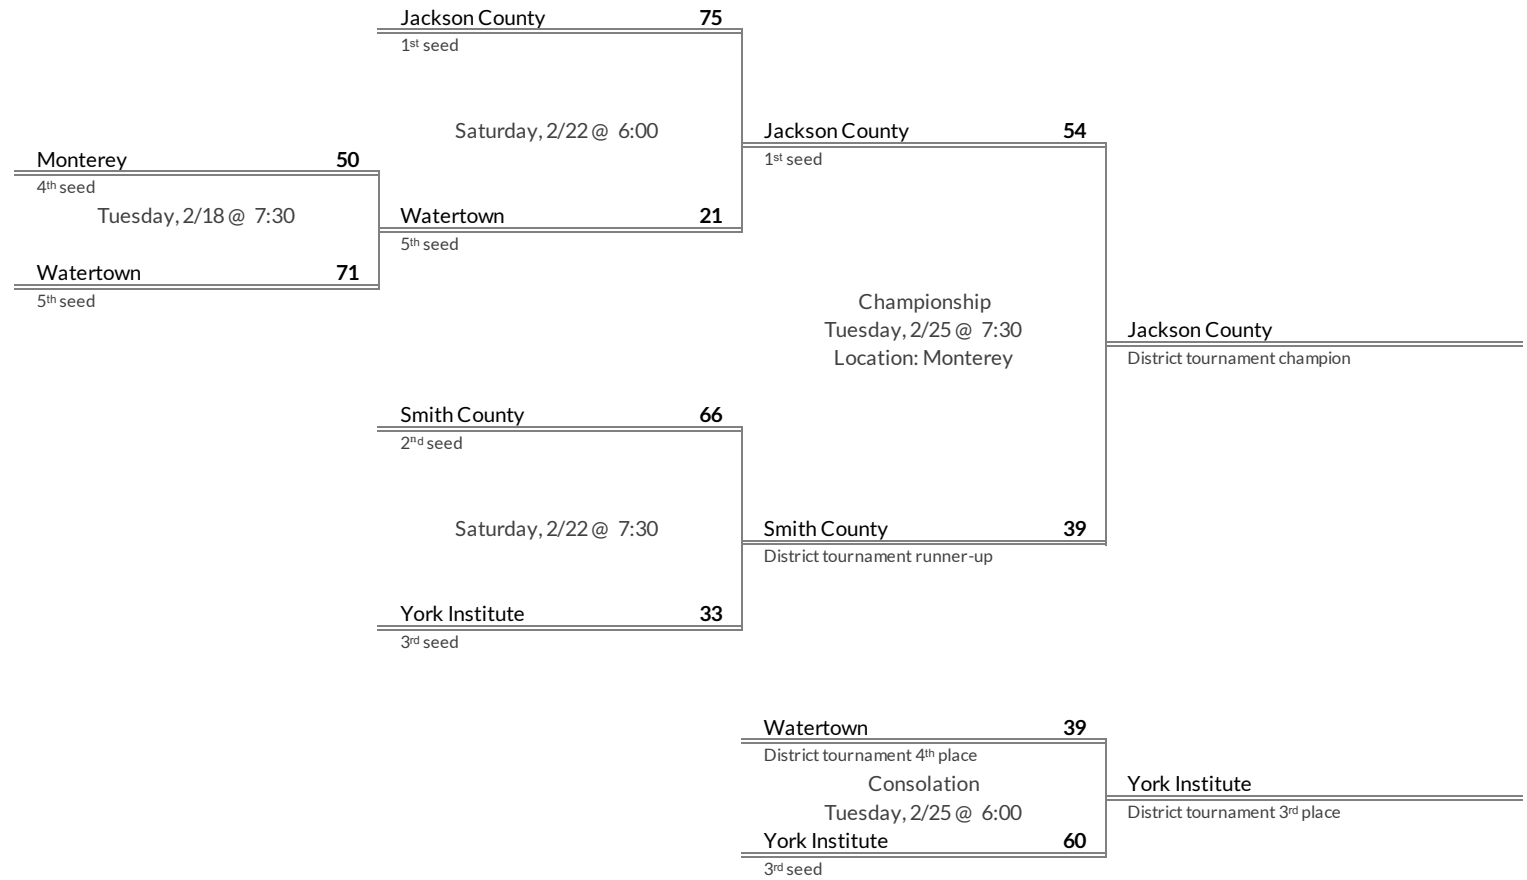 Jackson County 75
1st seed
Saturday, 2/22 @ 6:00
Jackson County 54
1st seed
Monterey 50
4th seed
Tuesday, 2/18 @ 7:30
Watertown 21
5th seed
Watertown 71
5th seed
Championship
Tuesday, 2/25 @ 7:30
Location: Monterey
Jackson County
District tournament champion
Smith County 66
2nd seed
Saturday, 2/22 @ 7:30
Smith County 39
District tournament runner-up
York Institute 33
3rd seed
Watertown 39
District tournament 4th place
Consolation
Tuesday, 2/25 @ 6:00
York Institute
District tournament 3rd place
York Institute 60
3rd seed